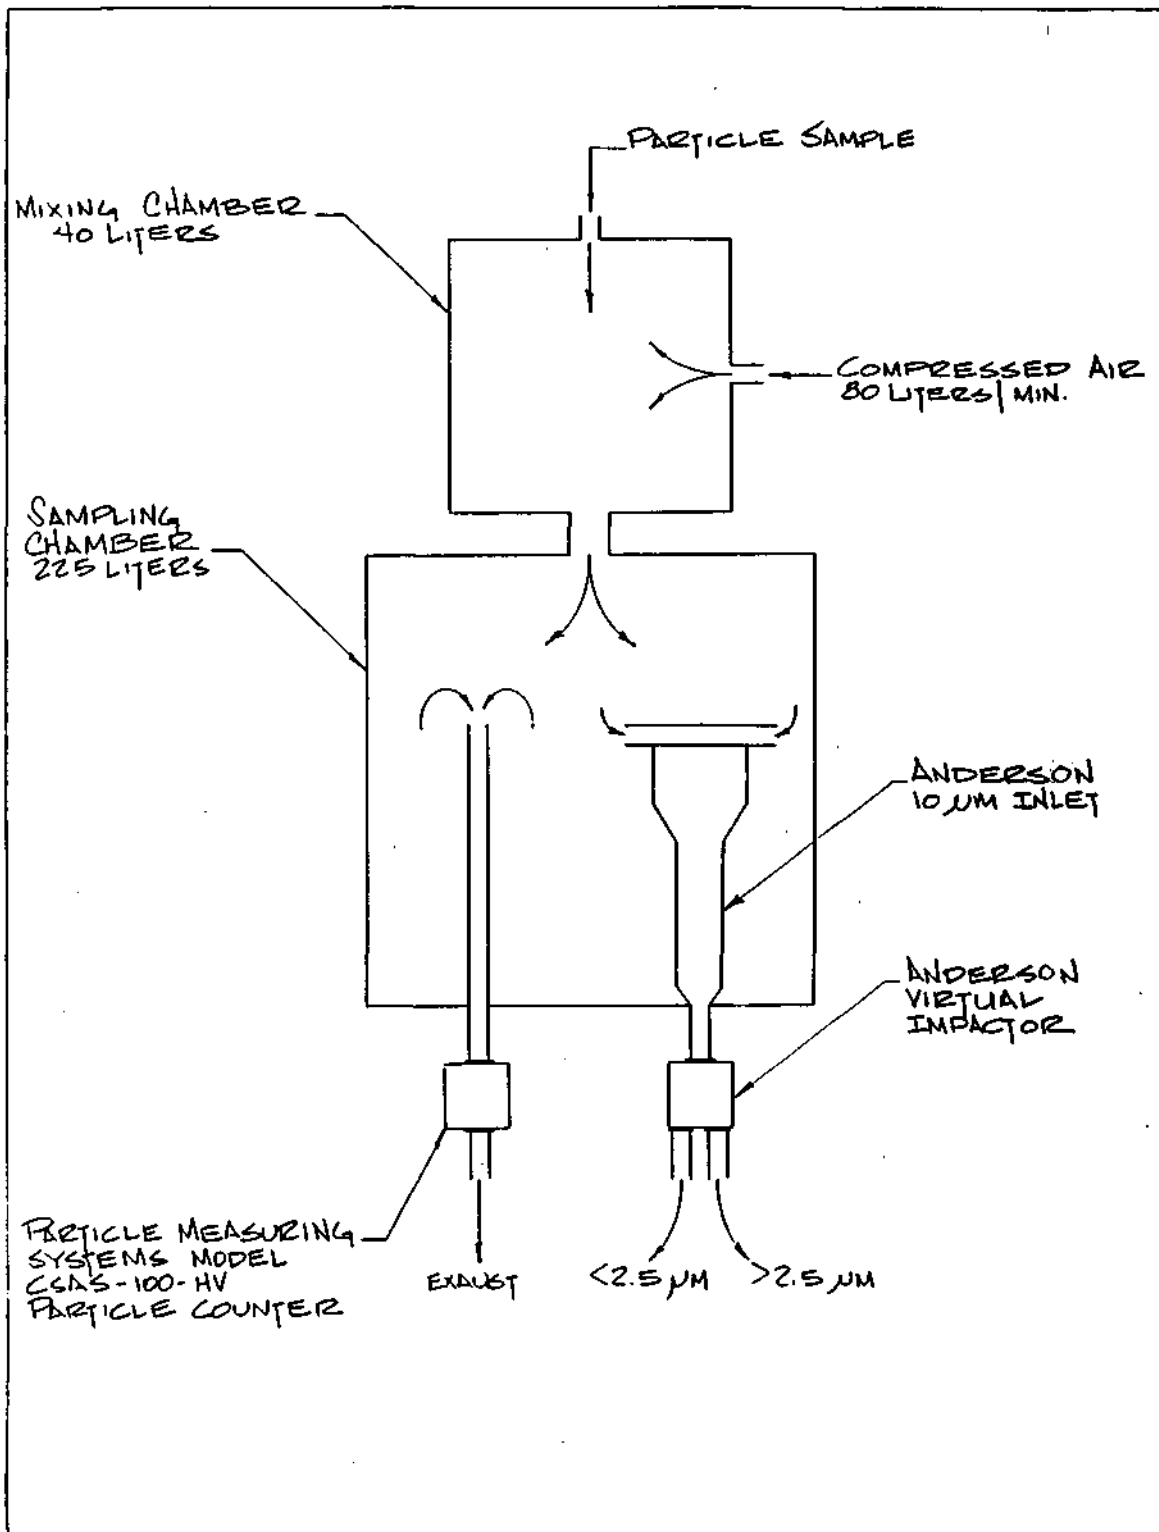 PARTICLE SAMPLE
MIXING CHAMBER
40 LITERS
COMPRESSED AIR
80 LITERS/MIN.
SAMPLING
CHAMBER
225 LITERS
ANDERSON
10 µM INLET
ANDERSON
VIRTUAL
IMPACTOR
PARTICLE MEASURING
SYSTEMS MODEL
CSAS-100-HV
PARTICLE COUNTER
EXAUST
<2.5 µM
>2.5 µM